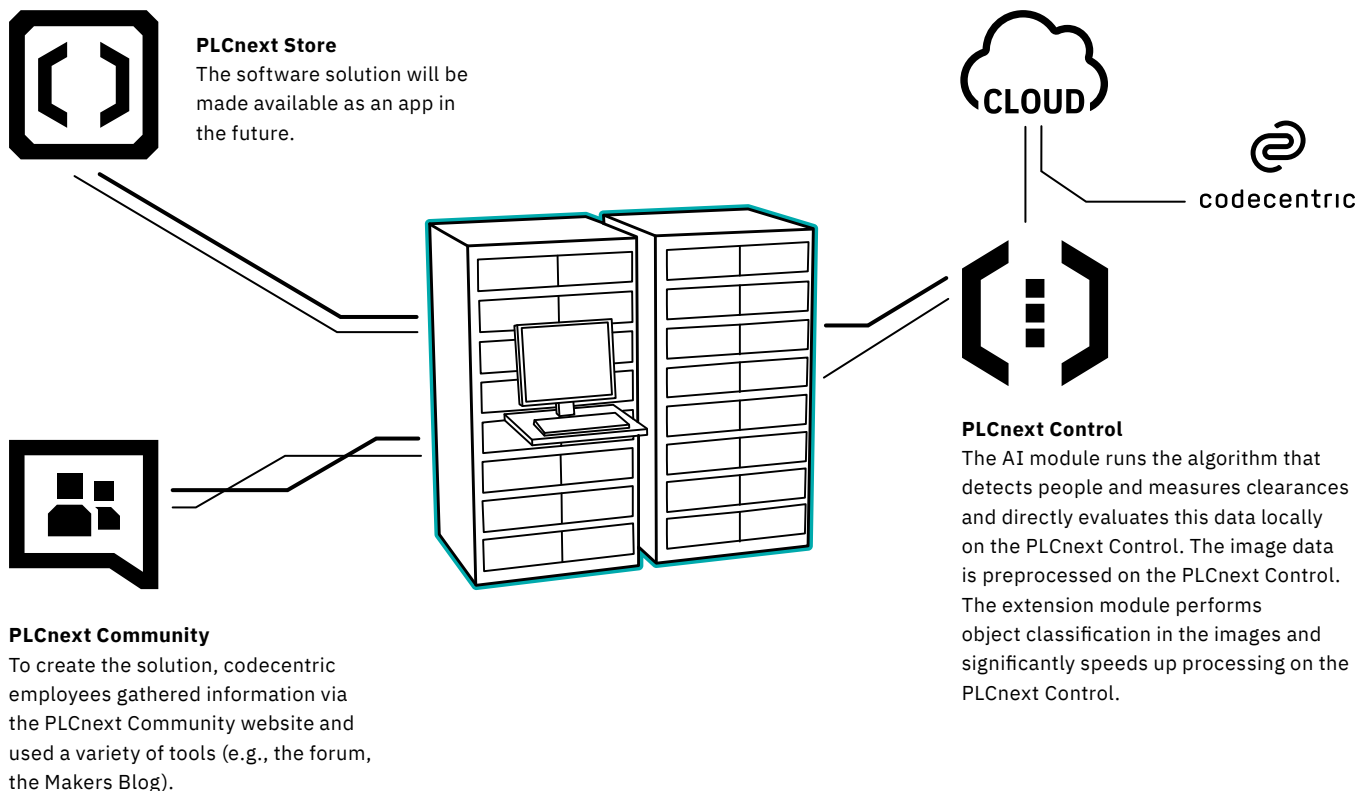 PLCnext Store
The software solution will be
made available as an app in
the future.
CLOUD
codecentric
PLCnext Control
The AI module runs the algorithm that
detects people and measures clearances
and directly evaluates this data locally
on the PLCnext Control. The image data
is preprocessed on the PLCnext Control.
The extension module performs
object classification in the images and
significantly speeds up processing on the
PLCnext Control.
PLCnext Community
To create the solution, codecentric
employees gathered information via
the PLCnext Community website and
used a variety of tools (e.g., the forum,
the Makers Blog).